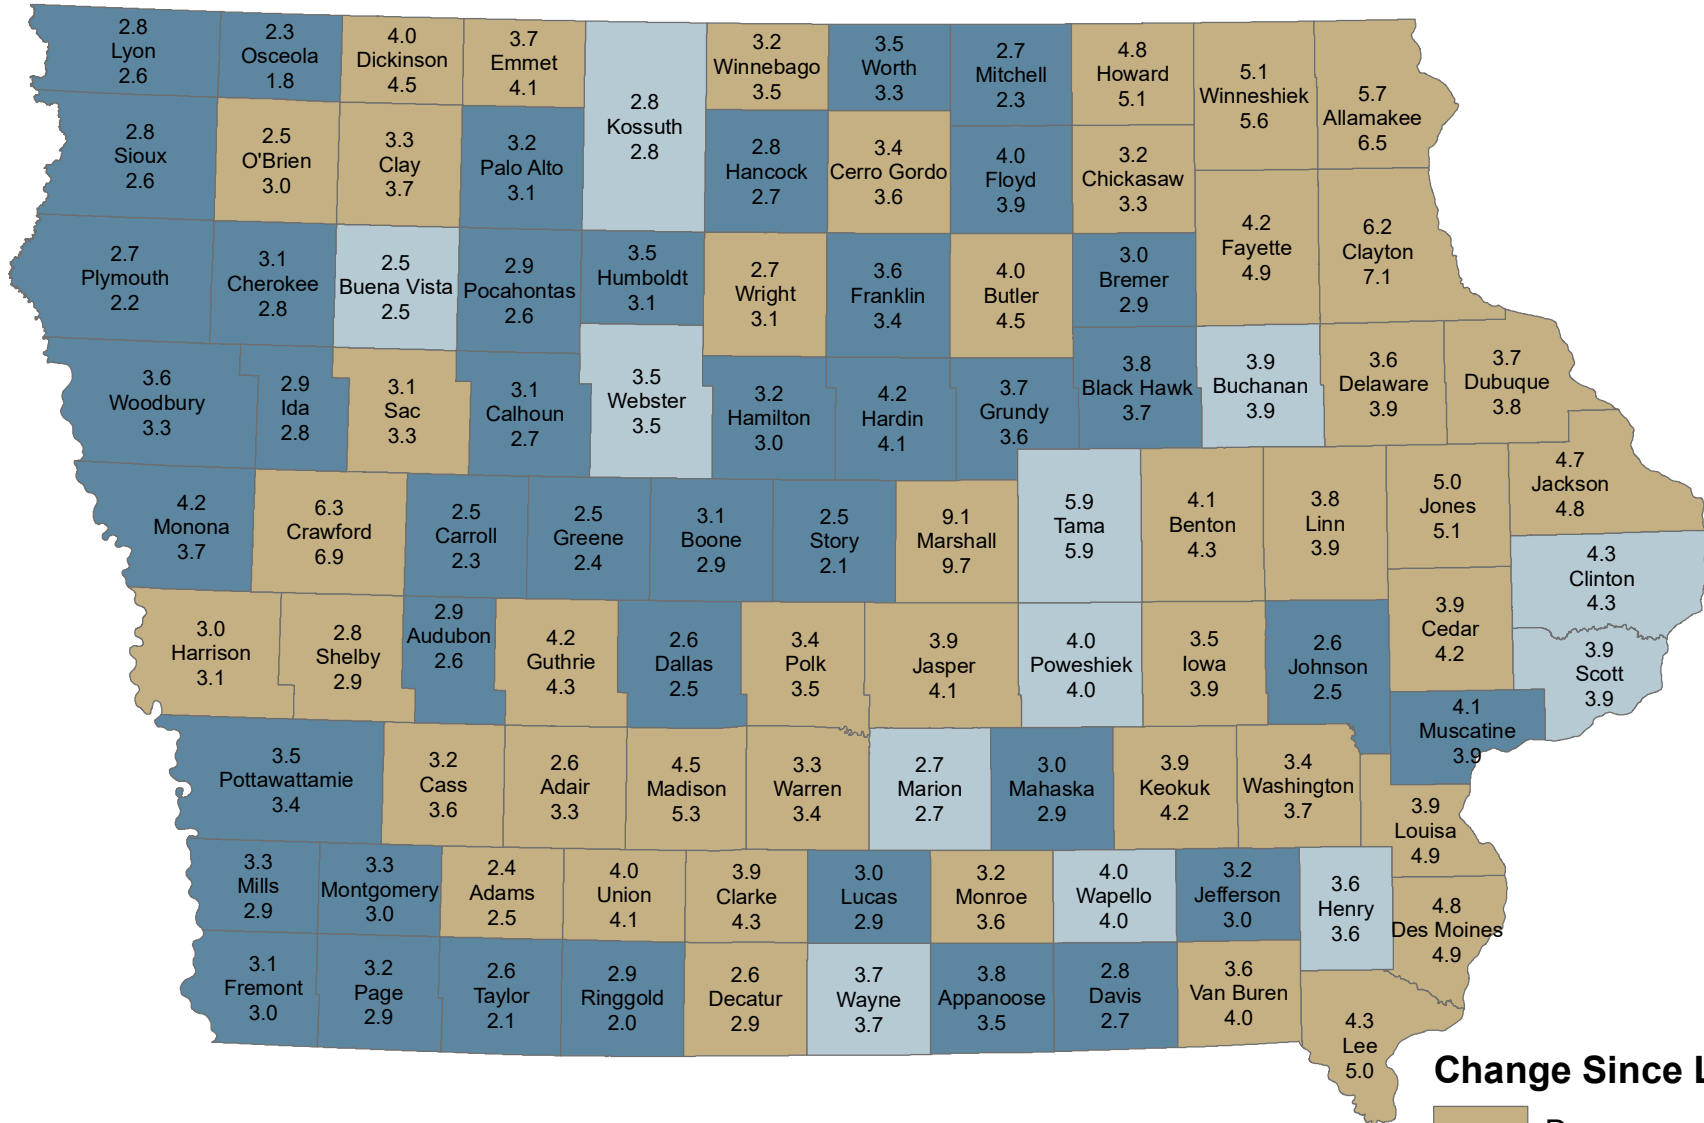 2.8
Lyon
2.6
2.3
Osceola
1.8
4.0
Dickinson
4.5
3.7
Emmet
4.1
2.8
Kossuth
2.8
3.2
Winnebago
3.5
3.5
Worth
3.3
2.7
Mitchell
2.3
4.8
Howard
5.1
5.1
Winneshiek
5.6
5.7
Allamakee
6.5
2.8
Sioux
2.6
2.5
O'Brien
3.0
3.3
Clay
3.7
3.2
Palo Alto
3.1
2.8
Hancock
2.7
3.4
Cerro Gordo
3.6
4.0
Floyd
3.9
3.2
Chickasaw
3.3
2.7
Plymouth
2.2
3.1
Cherokee
2.8
2.5
Buena Vista
2.5
2.9
Pocahontas
2.6
3.5
Humboldt
3.1
2.7
Wright
3.1
3.6
Franklin
3.4
4.0
Butler
4.5
3.0
Bremer
2.9
4.2
Fayette
4.9
6.2
Clayton
7.1
3.6
Woodbury
3.3
2.9
Ida
2.8
3.1
Sac
3.3
3.1
Calhoun
2.7
3.5
Webster
3.5
3.2
Hamilton
3.0
4.2
Hardin
4.1
3.7
Grundy
3.6
3.8
Black Hawk
3.7
3.9
Buchanan
3.9
3.6
Delaware
3.9
3.7
Dubuque
3.8
4.2
Monona
3.7
6.3
Crawford
6.9
2.5
Carroll
2.3
2.5
Greene
2.4
3.1
Boone
2.9
2.5
Story
2.1
9.1
Marshall
9.7
5.9
Tama
5.9
4.1
Benton
4.3
3.8
Linn
3.9
5.0
Jones
5.1
4.7
Jackson
4.8
4.3
Clinton
4.3
3.0
Harrison
3.1
2.8
Shelby
2.9
2.9
Audubon
2.6
4.2
Guthrie
4.3
2.6
Dallas
2.5
3.4
Polk
3.5
3.9
Jasper
4.1
4.0
Poweshiek
4.0
3.5
Iowa
3.9
2.6
Johnson
2.5
3.9
Cedar
4.2
3.9
Scott
3.9
4.1
Muscatine
3.9
3.5
Pottawattamie
3.4
3.2
Cass
3.6
2.6
Adair
3.3
4.5
Madison
5.3
3.3
Warren
3.4
2.7
Marion
2.7
3.0
Mahaska
2.9
3.9
Keokuk
4.2
3.4
Washington
3.7
3.9
Louisa
4.9
3.3
Mills
2.9
3.3
Montgomery
3.0
2.4
Adams
2.5
4.0
Union
4.1
3.9
Clarke
4.3
3.0
Lucas
2.9
3.2
Monroe
3.6
4.0
Wapello
4.0
3.2
Jefferson
3.0
3.6
Henry
3.6
4.8
Des Moines
4.9
3.1
Fremont
3.0
3.2
Page
2.9
2.6
Taylor
2.1
2.9
Ringgold
2.0
2.6
Decatur
2.9
3.7
Wayne
3.7
3.8
Appanoose
3.5
2.8
Davis
2.7
3.6
Van Buren
4.0
4.3
Lee
5.0
Change Since